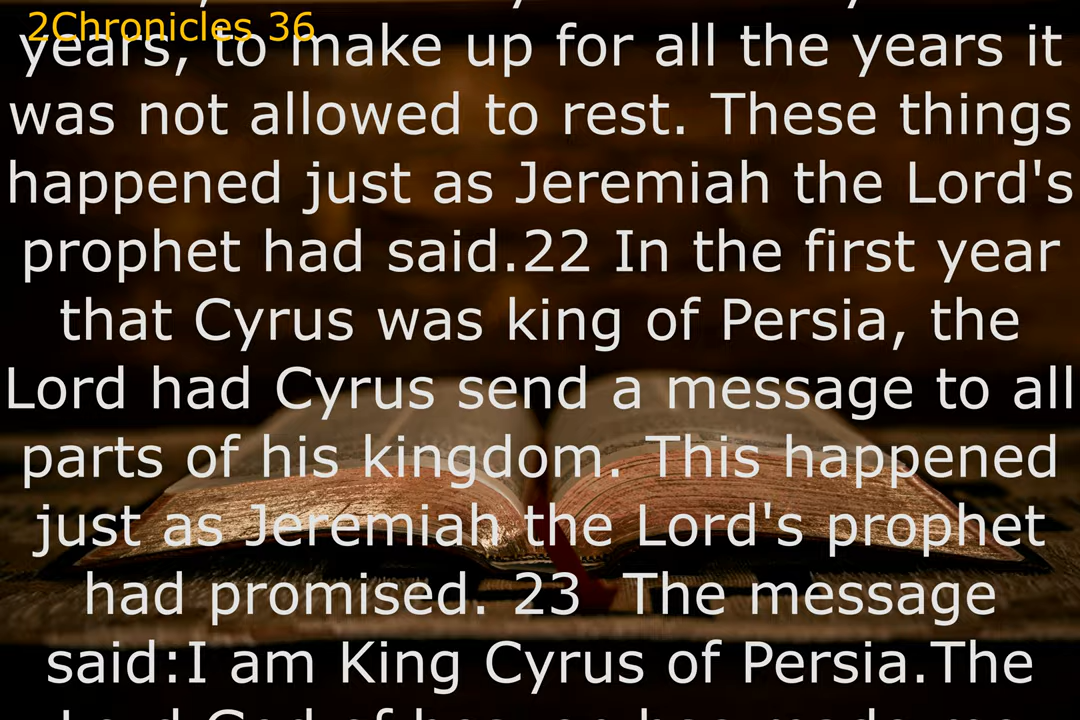 2Chronicles 36
years, to make up for all the years it
was not allowed to rest. These things
happened just as Jeremiah the Lord's
prophet had said.22 In the first year
that Cyrus was king of Persia, the
Lord had Cyrus send a message to all
parts of his kingdom. This happened
just as Jeremiah the Lord's prophet
had promised. 23  The message
said:I am King Cyrus of Persia.The